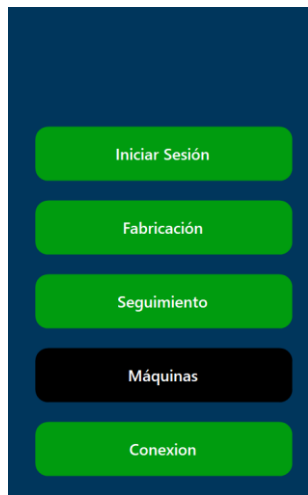 Iniciar Sesión
Fabricación
Seguimiento
Máquinas
Conexion